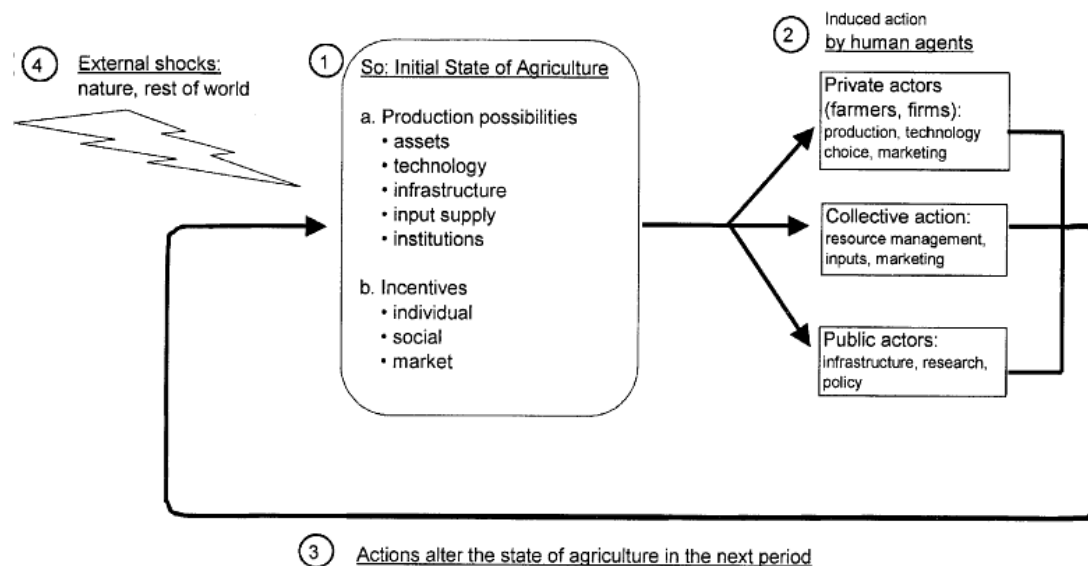 4
External shocks:
nature, rest of world
1
So: Initial State of Agriculture
a. Production possibilities
• assets
• technology
• infrastructure
• input supply
• institutions
b. Incentives
• individual
• social
• market
2
Induced action
by human agents
Private actors
(farmers, firms):
production, technology
choice, marketing
Collective action:
resource management,
inputs, marketing
Public actors:
infrastructure, research,
policy
3
Actions alter the state of agriculture in the next period